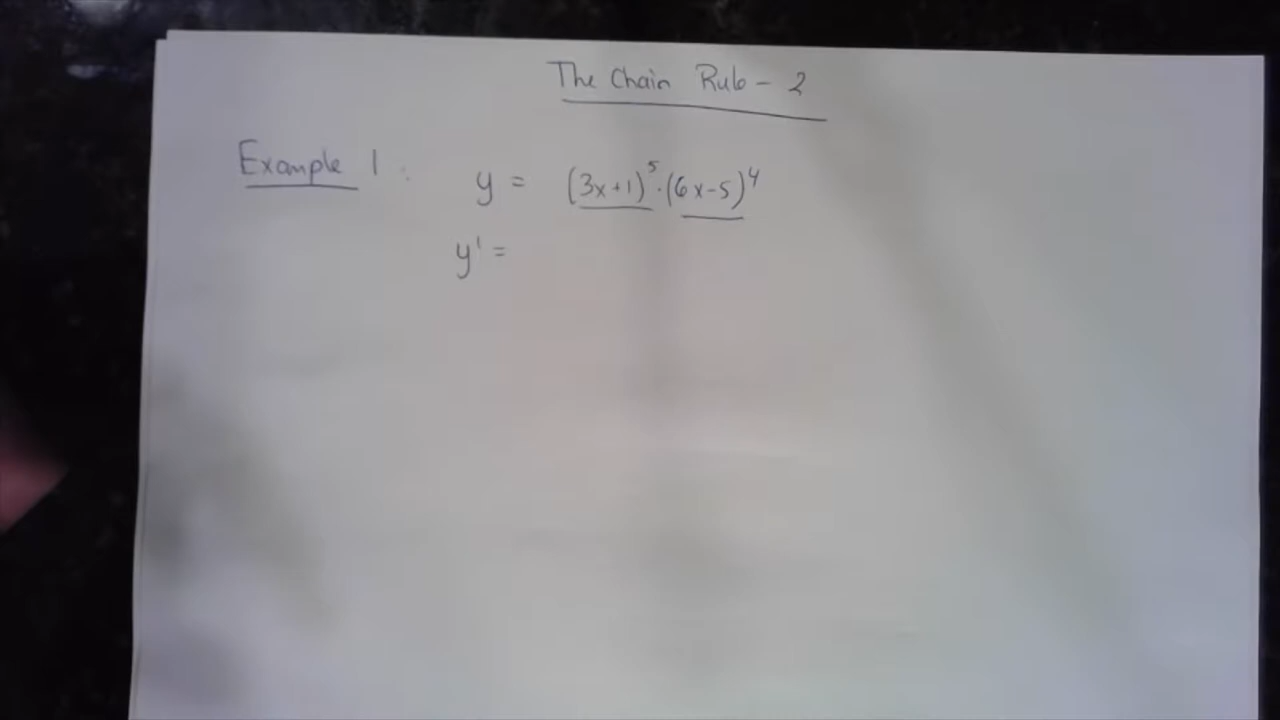 The Chain Rule - 2
Example 1 :
y = (3x+1)⁵·(6x-5)⁴
y' =